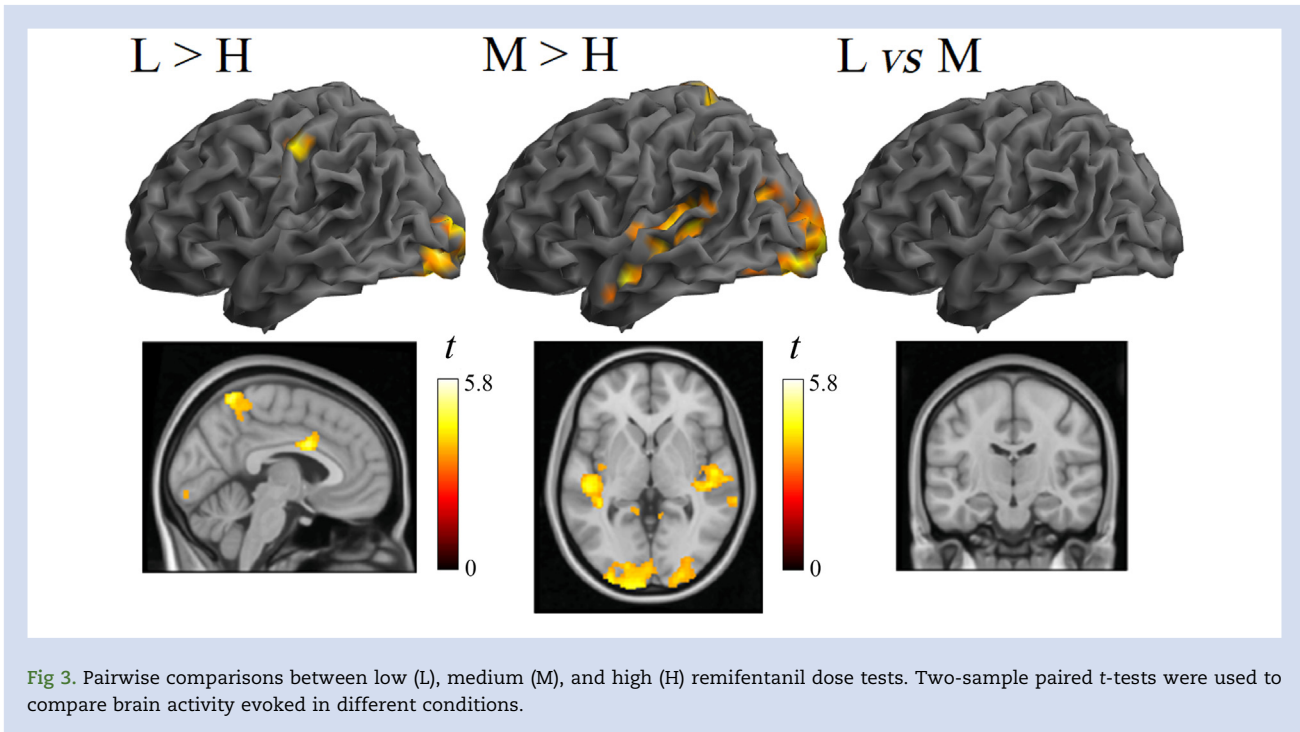 L > H
M > H
L vs M
t
5.8
0
t
5.8
0
Fig 3. Pairwise comparisons between low (L), medium (M), and high (H) remifentanil dose tests. Two-sample paired t-tests were used to
compare brain activity evoked in different conditions.